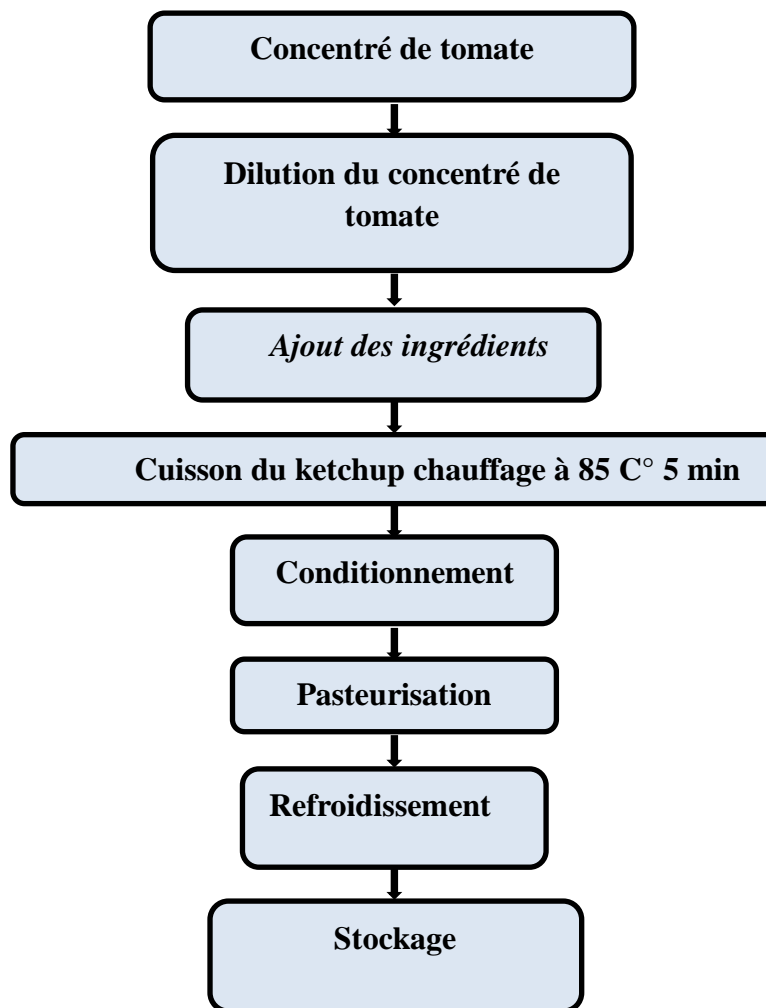 Concentré de tomate
Dilution du concentré de
tomate
Ajout des ingrédients
Cuisson du ketchup chauffage à 85 C° 5 min
Conditionnement
Pasteurisation
Refroidissement
Stockage